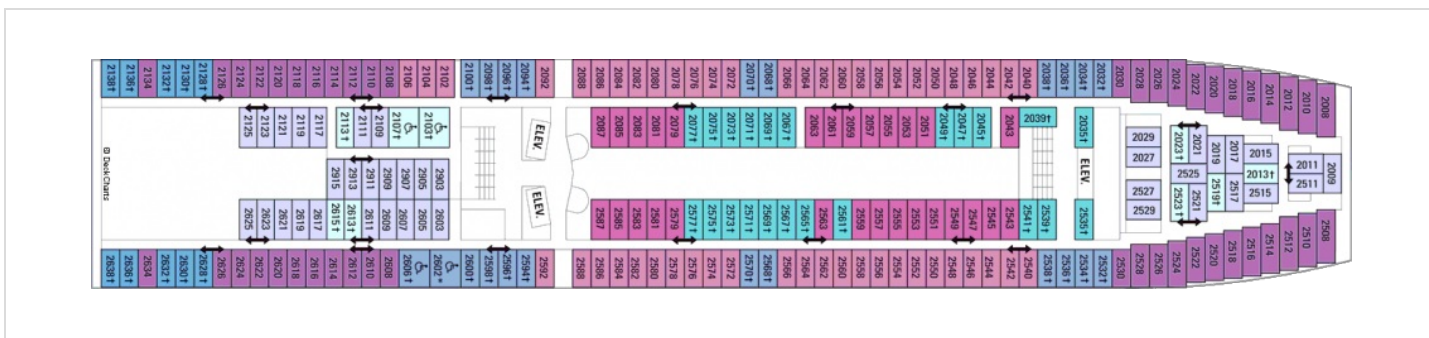 2138† 2136† 2134 2132† 2130† 2128† 2126 2124 2122 2120 2118 2116 2114 2112 2110 2108 2106 2104 2102 2100† 2098† 2096† 2094† 2092 2088 2086 2084 2082 2080 2078 2076 2074 2072 2070† 2068† 2066 2064 2062 2060 2058 2056 2054 2052 2050 2048 2046 2044 2042 2040 2038† 2036† 2034† 2032† 2030 2028 2026 2024 2022 2020 2018 2016 2014 2012 2010 2008
2125 2123 2121 2119 2117 2113† 2111 2109 2107† 2103† ELEV. 2087 2085 2083 2081 2079 2077† 2075† 2073† 2071† 2069† 2067† 2063 2061 2059 2057 2055 2053 2051 2049† 2047† 2045† 2043 2039† 2035† 2029 2023† 2021 2019 2017 2015
2027 2011 2009
DeckCharts 2915 2913 2911 2909 2907 2905 2903 ELEV. 2525 2013†
2527 2511
2625 2623 2621 2619 2617 2615† 2613† 2611 2609 2607 2605 2603 ELEV. 2587 2585 2583 2581 2579 2577† 2575† 2573† 2571† 2569† 2567† 2565† 2563 2561† 2559 2557 2555 2553 2551 2549 2547 2545 2543 2541† 2539† 2535† 2529 2523† 2521 2519† 2517 2515
2638† 2636† 2634 2632† 2630† 2628† 2626 2624 2622 2620 2618 2616 2614 2612 2610 2608 2606† 2602* 2600† 2598† 2596† 2594† 2592 2588 2586 2584 2582 2580 2578 2576 2574 2572 2570† 2568† 2566 2564 2562 2560 2558 2556 2554 2552 2550 2548 2546 2544 2542 2540 2538† 2536† 2534† 2532† 2530 2528 2526 2524 2522 2520 2518 2516 2514 2512 2510 2508